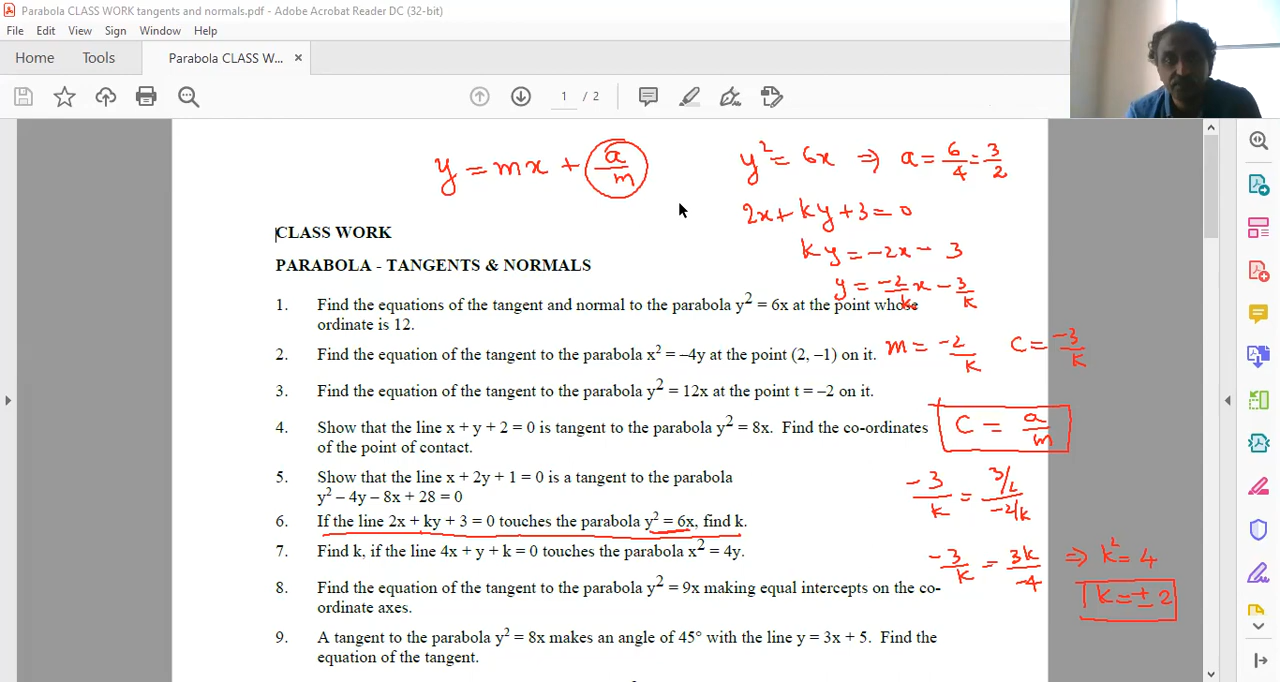 Parabola CLASS WORK tangents and normals.pdf - Adobe Acrobat Reader DC (32-bit)
File Edit View Sign Window Help
Home Tools Parabola CLASS W... ×
1 / 2
y = mx + a/m
y² = 6x ⇒ a = 6/4 = 3/2
2x + ky + 3 = 0
ky = -2x - 3
y = -2/k x - 3/k
m = -2/k c = -3/k
C = a/m
-3/k = 3/2/-2/k
-3/k = 3k/-4 ⇒ k² = 4
k = ± 2
CLASS WORK
PARABOLA - TANGENTS & NORMALS
1. Find the equations of the tangent and normal to the parabola y² = 6x at the point whose
ordinate is 12.
2. Find the equation of the tangent to the parabola x² = –4y at the point (2, –1) on it.
3. Find the equation of the tangent to the parabola y² = 12x at the point t = –2 on it.
4. Show that the line x + y + 2 = 0 is tangent to the parabola y² = 8x. Find the co-ordinates
of the point of contact.
5. Show that the line x + 2y + 1 = 0 is a tangent to the parabola
y² – 4y – 8x + 28 = 0
6. If the line 2x + ky + 3 = 0 touches the parabola y² = 6x, find k.
7. Find k, if the line 4x + y + k = 0 touches the parabola x² = 4y.
8. Find the equation of the tangent to the parabola y² = 9x making equal intercepts on the co-
ordinate axes.
9. A tangent to the parabola y² = 8x makes an angle of 45° with the line y = 3x + 5. Find the
equation of the tangent.